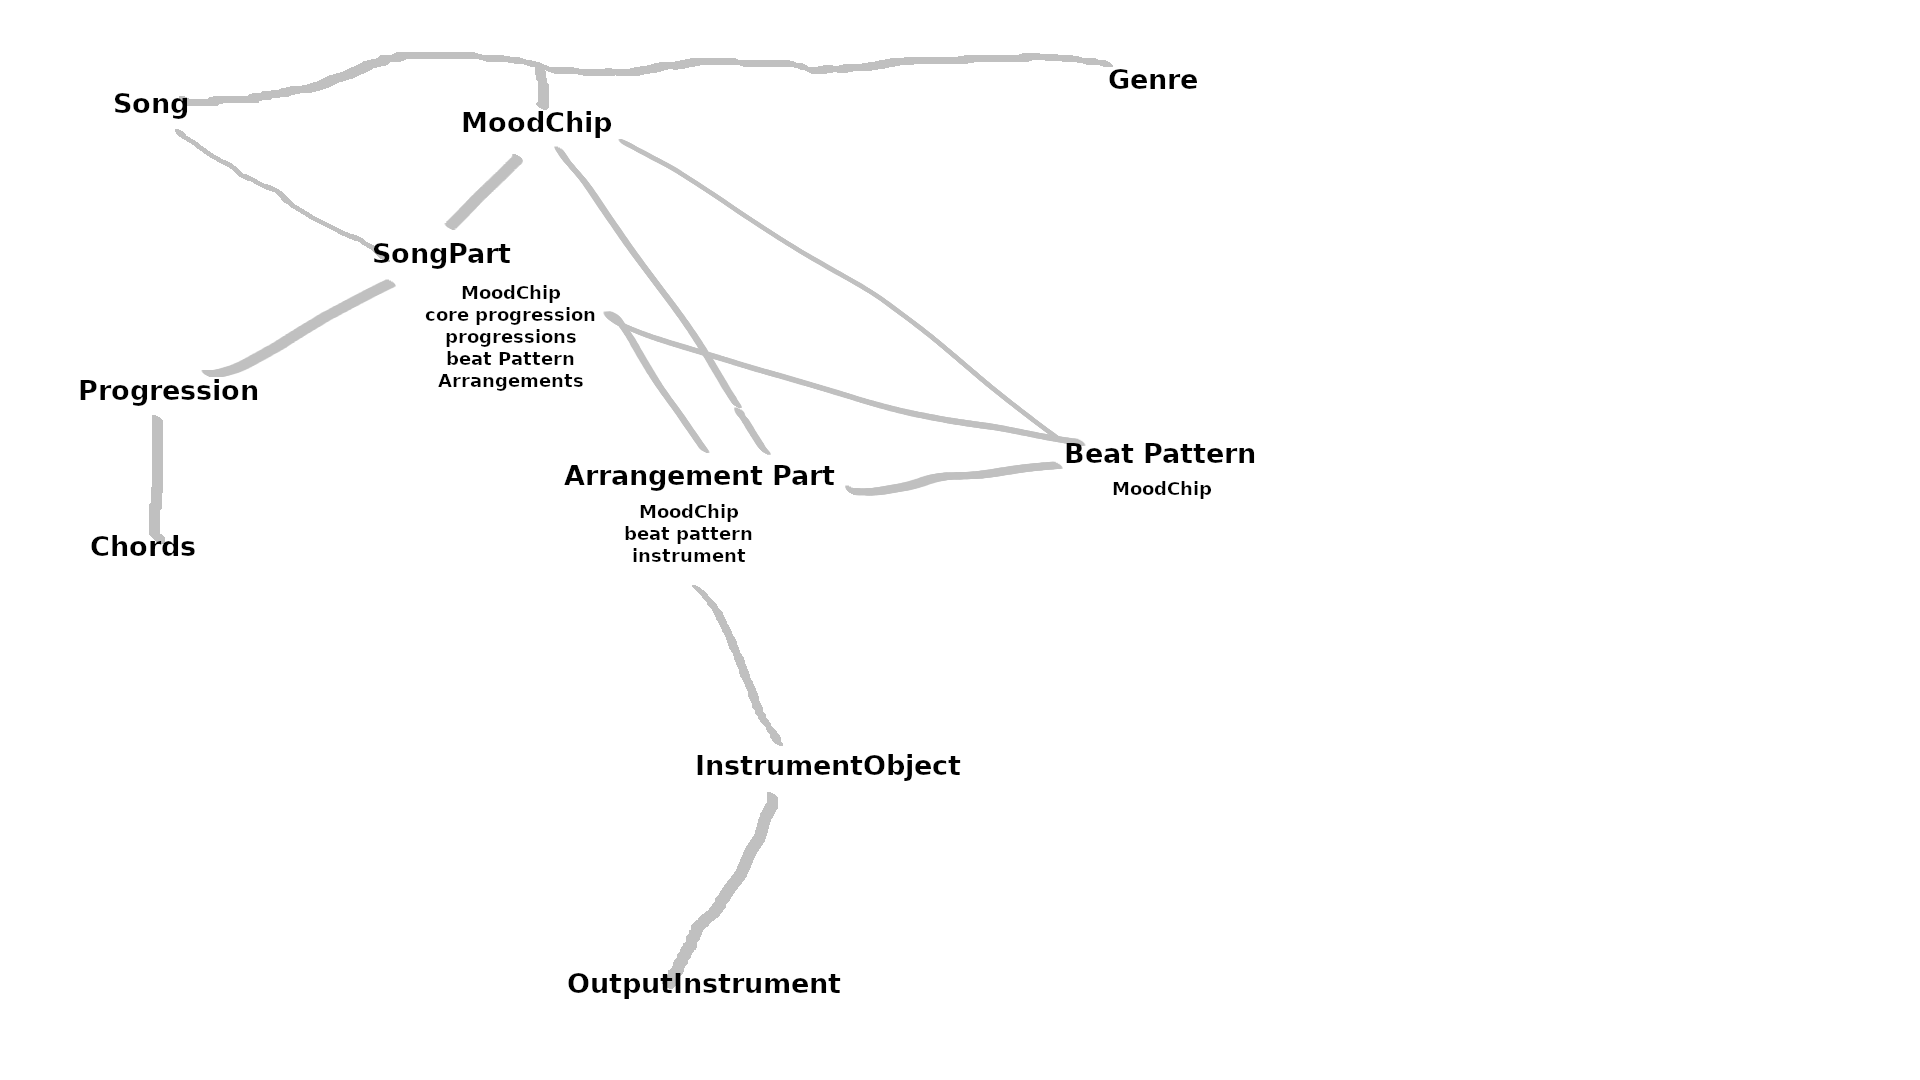 Song
Genre
MoodChip
SongPart
MoodChip
core progression
progressions
beat Pattern
Arrangements
Progression
Chords
Arrangement Part
MoodChip
beat pattern
instrument
Beat Pattern
MoodChip
InstrumentObject
OutputInstrument